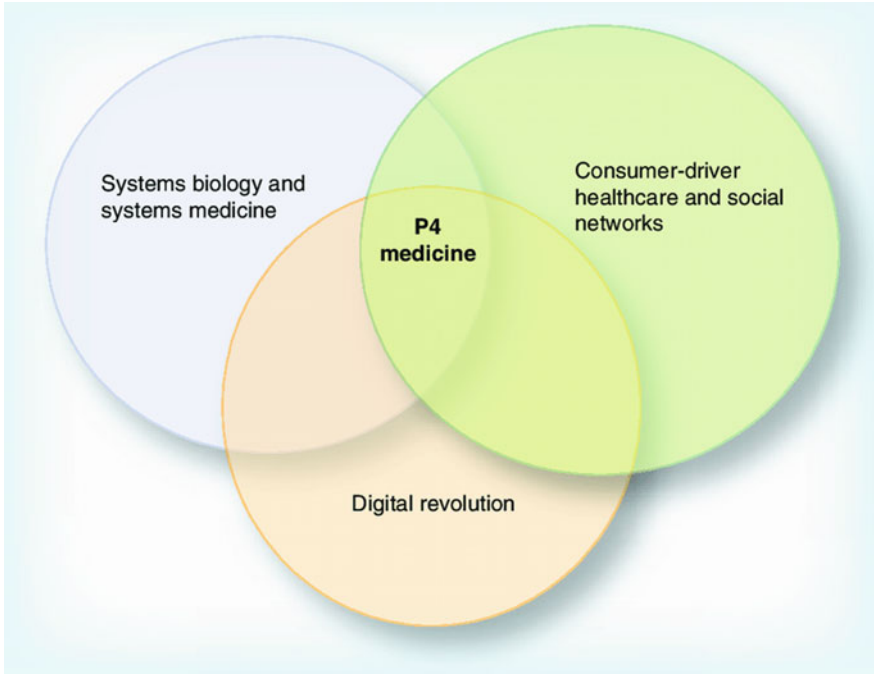 Systems biology and
systems medicine
Consumer-driver
healthcare and social
networks
P4
medicine
Digital revolution